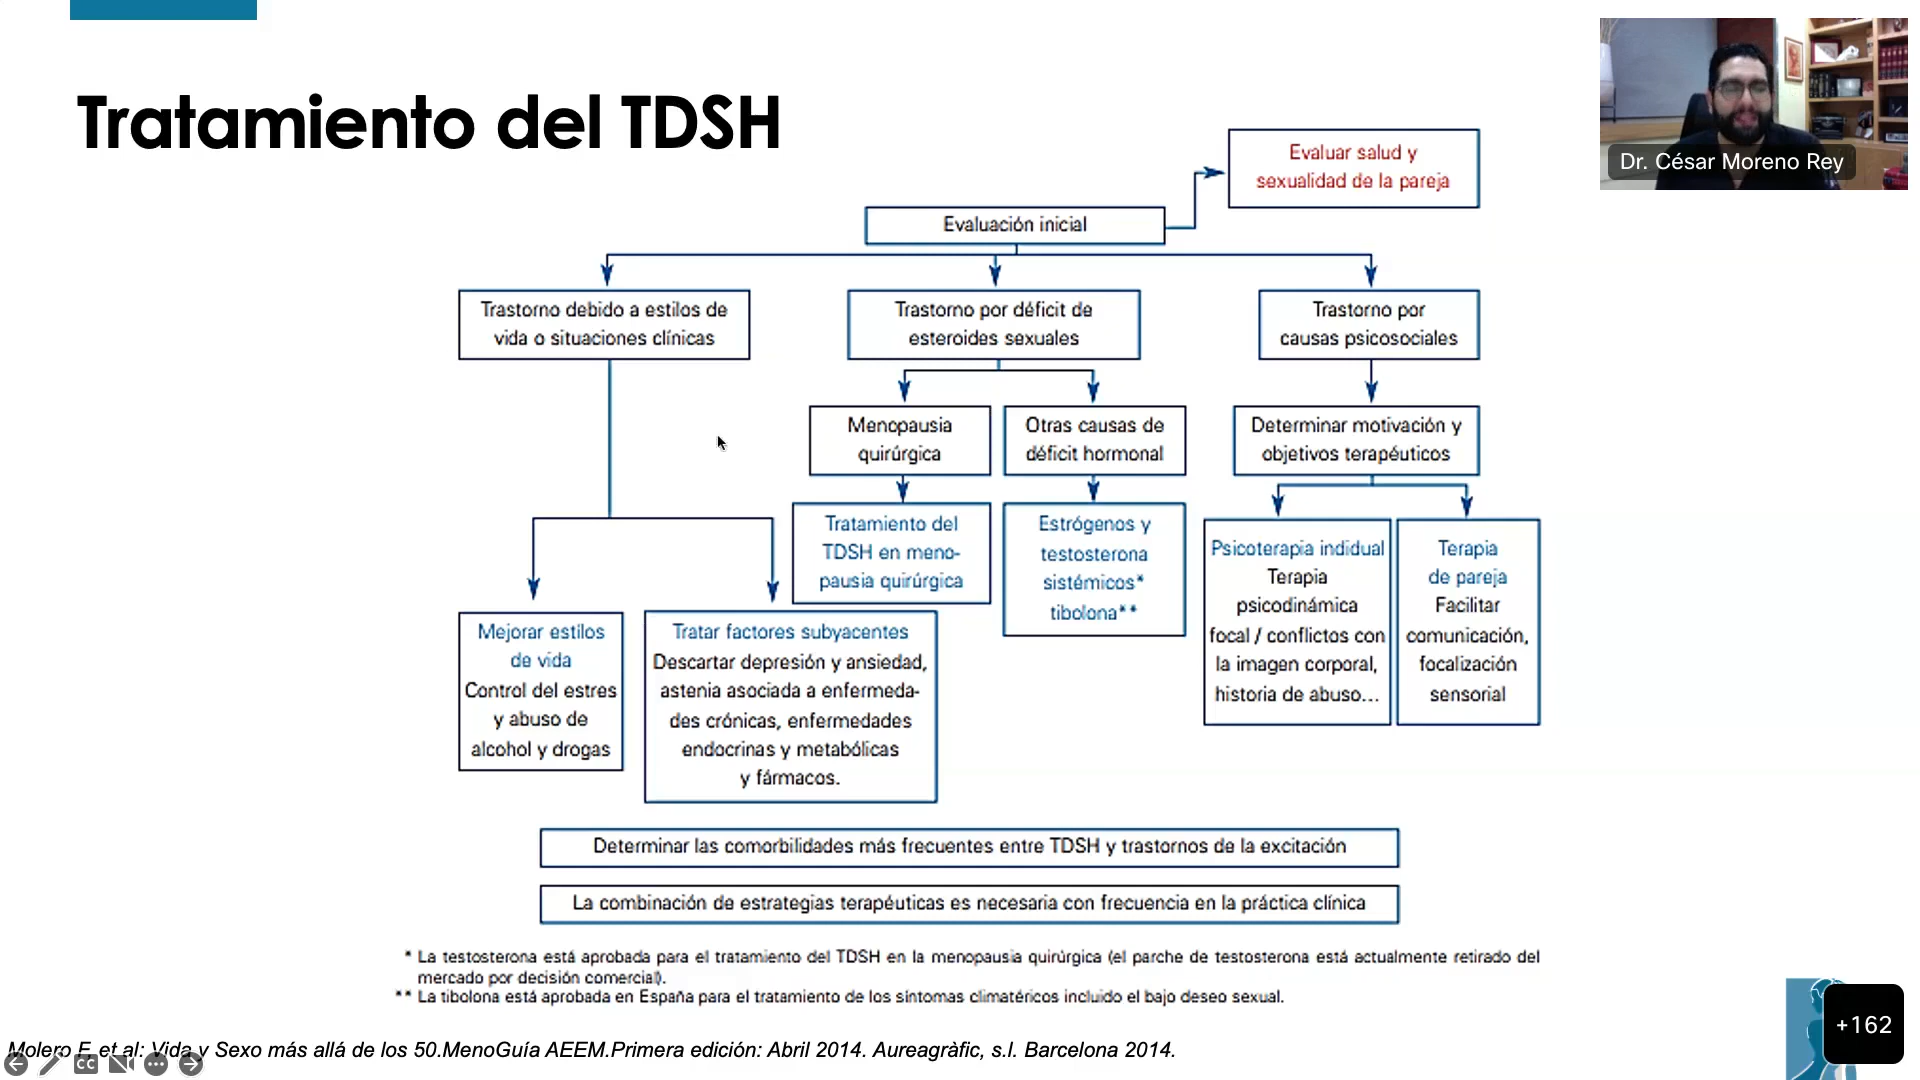 Tratamiento del TDSH
Dr. César Moreno Rey
Evaluar salud y
sexualidad de la pareja
Evaluación inicial
Trastorno debido a estilos de
vida o situaciones clínicas
Trastorno por déficit de
esteroides sexuales
Trastorno por
causas psicosociales
Menopausia
quirúrgica
Otras causas de
déficit hormonal
Determinar motivación y
objetivos terapéuticos
Tratamiento del
TDSH en meno-
pausia quirúrgica
Estrógenos y
testosterona
sistémicos*
tibolona**
Psicoterapia indidual
Terapia
psicodinámica
focal / conflictos con
la imagen corporal,
historia de abuso...
Terapia
de pareja
Facilitar
comunicación,
focalización
sensorial
Mejorar estilos
de vida
Control del estres
y abuso de
alcohol y drogas
Tratar factores subyacentes
Descartar depresión y ansiedad,
astenia asociada a enfermeda-
des crónicas, enfermedades
endocrinas y metabólicas
y fármacos.
Determinar las comorbilidades más frecuentes entre TDSH y trastornos de la excitación
La combinación de estrategias terapéuticas es necesaria con frecuencia en la práctica clínica
* La testosterona está aprobada para el tratamiento del TDSH en la menopausia quirúrgica (el parche de testosterona está actualmente retirado del
mercado por decisión comercial).
** La tibolona está aprobada en España para el tratamiento de los síntomas climatéricos incluido el bajo deseo sexual.
+162
Molero F, et al: Vida y Sexo más allá de los 50.MenoGuía AEEM.Primera edición: Abril 2014. Aureagràfic, s.l. Barcelona 2014.
CC